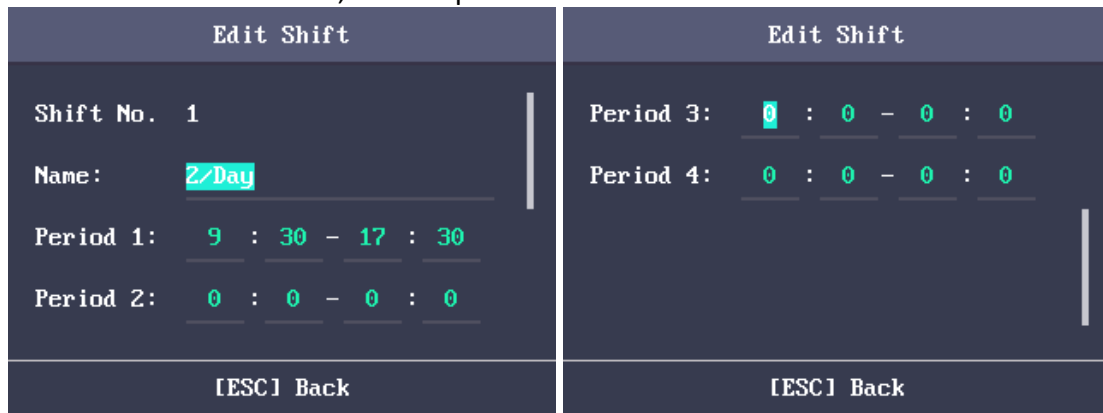 Edit Shift
Shift No. 1
Name: 2/Day
Period 1: 9 : 30 - 17 : 30
Period 2: 0 : 0 - 0 : 0
[ESC] Back
Edit Shift
Period 3: 0 : 0 - 0 : 0
Period 4: 0 : 0 - 0 : 0
[ESC] Back